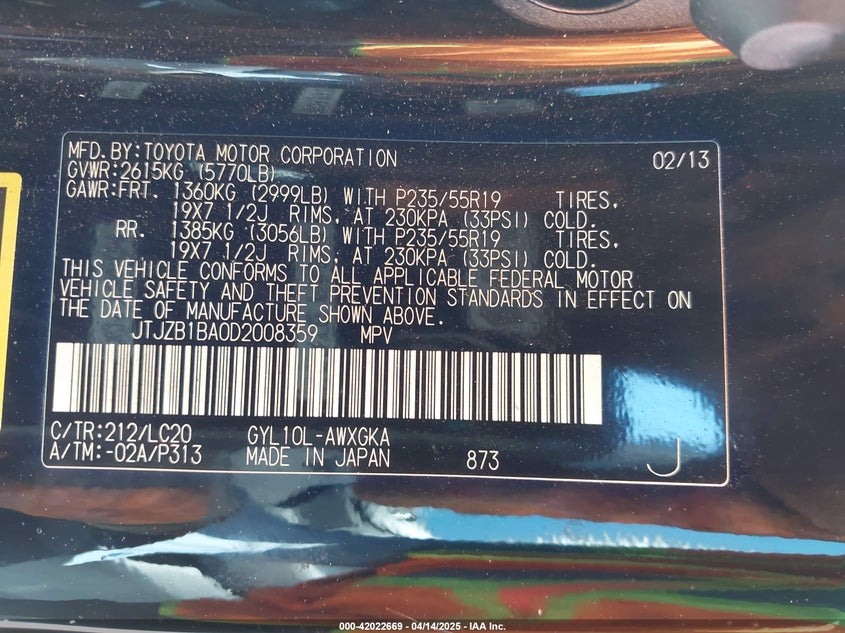 MFD.BY:TOYOTA MOTOR CORPORATION 02/13
GVWR:2615KG (5770LB)
GAWR:FRT. 1360KG (2999LB) WITH P235/55R19 TIRES,
19X7 1/2J RIMS, AT 230KPA (33PSI) COLD.
RR. 1385KG (3056LB) WITH P235/55R19 TIRES,
19X7 1/2J RIMS, AT 230KPA (33PSI) COLD.
THIS VEHICLE CONFORMS TO ALL APPLICABLE FEDERAL MOTOR
VEHICLE SAFETY AND THEFT PREVENTION STANDARDS IN EFFECT ON
THE DATE OF MANUFACTURE SHOWN ABOVE.
JTJZB1BA0D2008359 MPV
C/TR:212/LC20 GYL10L-AWXGKA
A/TM:-02A/P313 MADE IN JAPAN 873 J
000-42022669 - 04/14/2025 - IAA Inc.